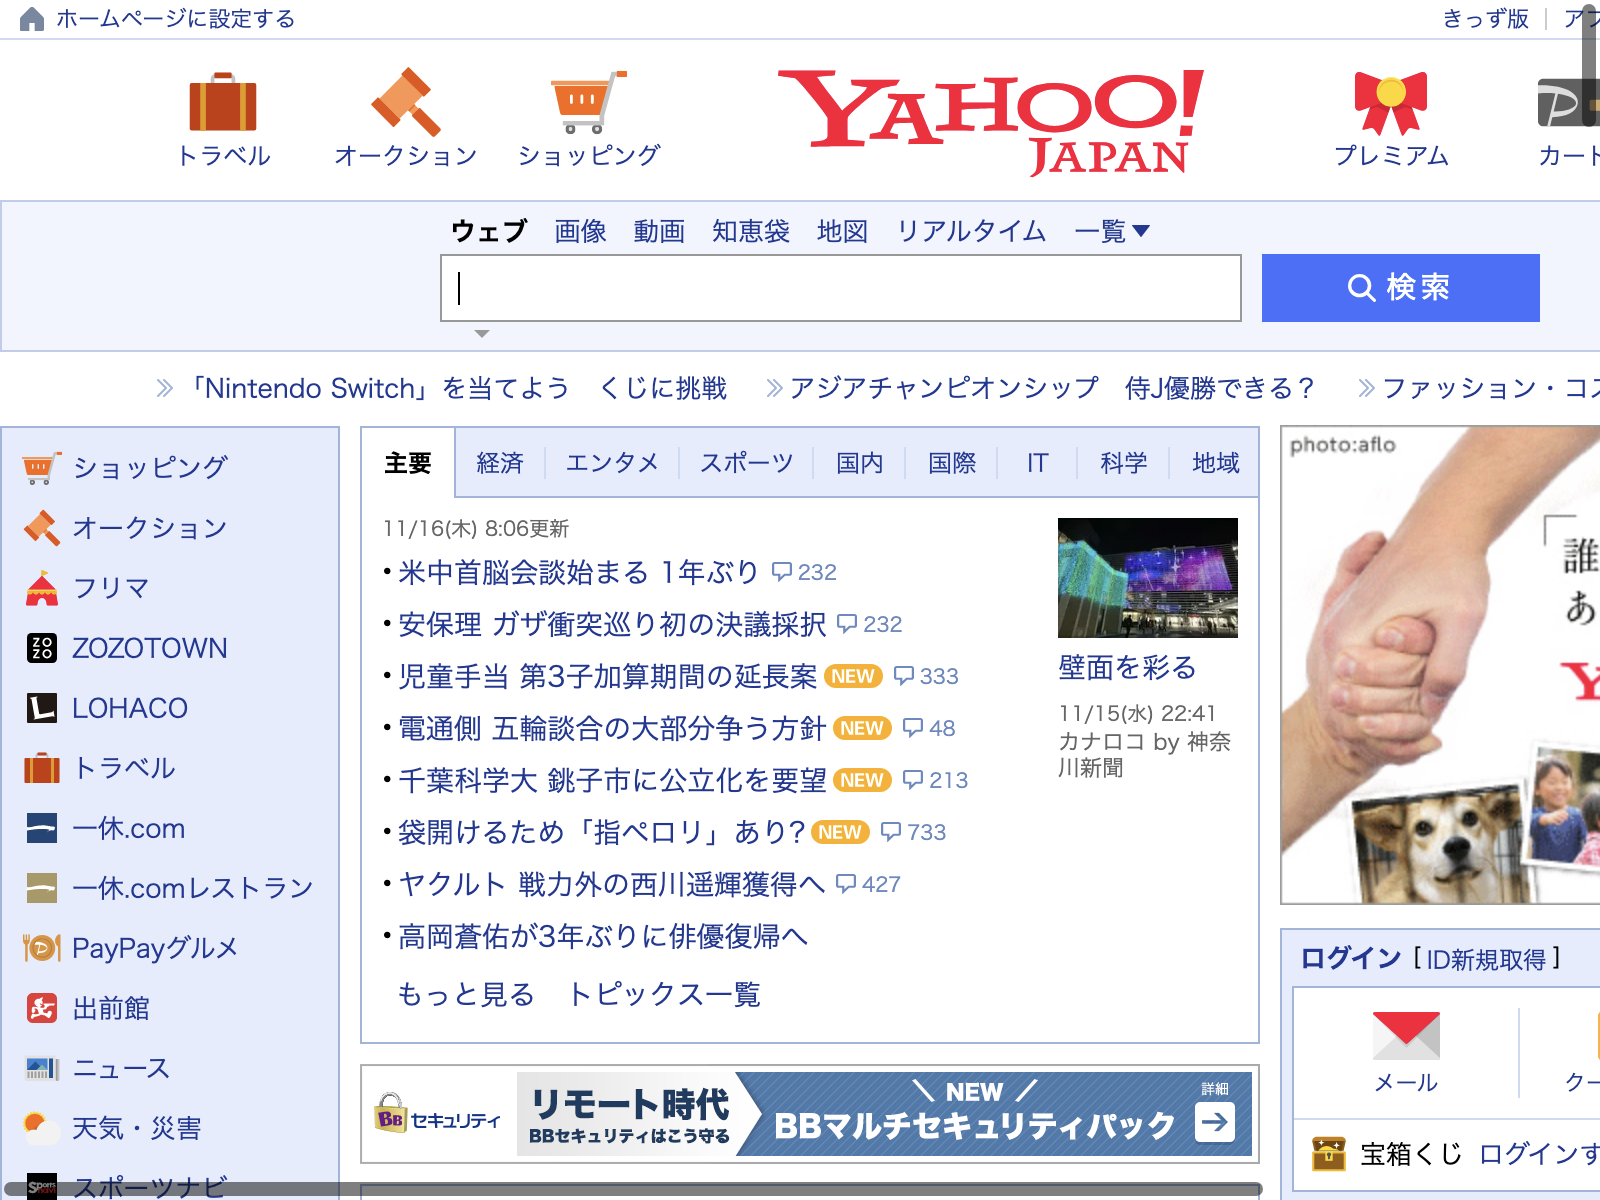 ホームページに設定する
きっず版
トラベル
オークション
ショッピング
YAHOO!
JAPAN
プレミアム
カート
ウェブ 画像 動画 知恵袋 地図 リアルタイム 一覧▼
検索
「Nintendo Switch」を当てよう くじに挑戦
アジアチャンピオンシップ 侍J優勝できる？
ファッション・コス
ショッピング
オークション
フリマ
ZOZOTOWN
LOHACO
トラベル
一休.com
一休.comレストラン
PayPayグルメ
出前館
ニュース
天気・災害
スポーツナビ
主要 経済 エンタメ スポーツ 国内 国際 IT 科学 地域
11/16(木) 8:06更新
・米中首脳会談始まる 1年ぶり 232
・安保理 ガザ衝突巡り初の決議採択 232
・児童手当 第3子加算期間の延長案 NEW 333
・電通側 五輪談合の大部分争う方針 NEW 48
・千葉科学大 銚子市に公立化を要望 NEW 213
・袋開けるため「指ペロリ」あり? NEW 733
・ヤクルト 戦力外の西川遥輝獲得へ 427
・高岡蒼佑が3年ぶりに俳優復帰へ
もっと見る トピックス一覧
壁面を彩る
11/15(水) 22:41
カナロコ by 神奈
川新聞
BBセキュリティ
リモート時代
BBセキュリティはこう守る
\ NEW /
BBマルチセキュリティパック
詳細
photo:aflo
「誰
あ
Y
ログイン [ ID新規取得 ]
メール
クー
宝箱くじ ログインす